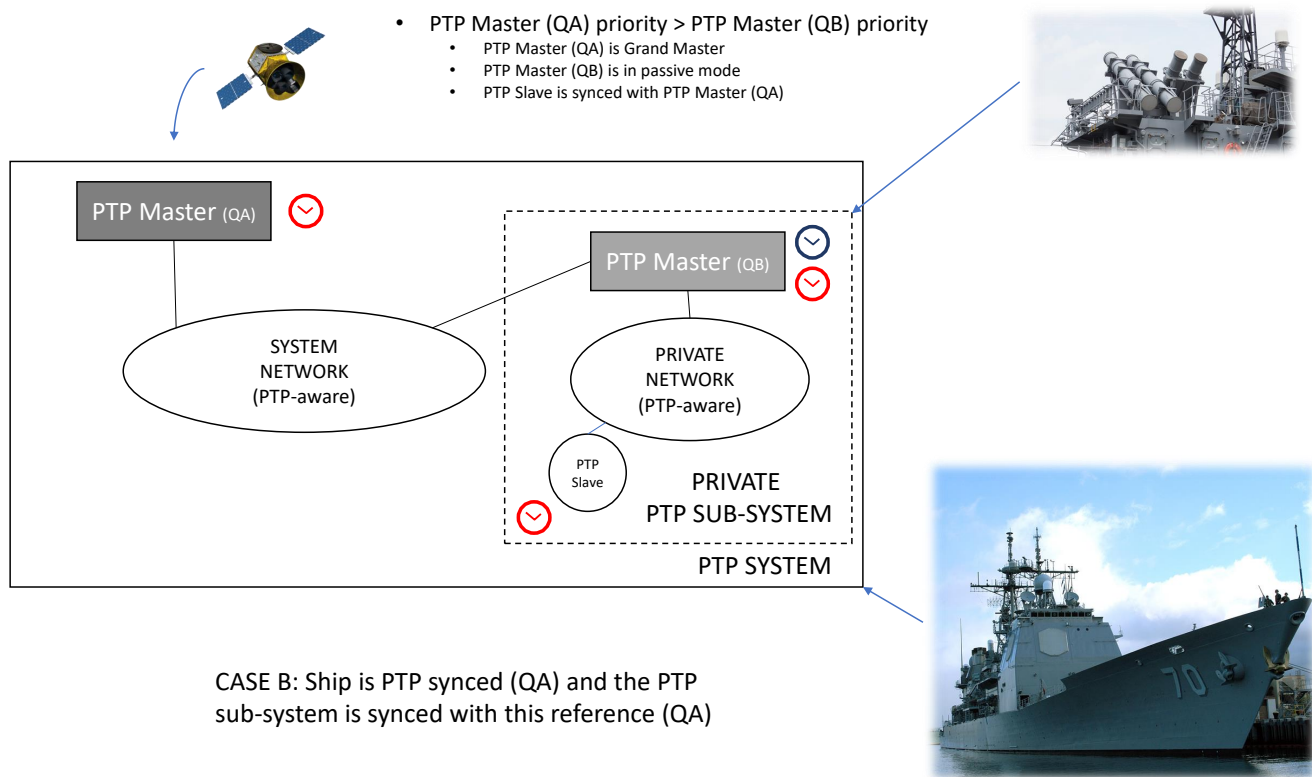 • PTP Master (QA) priority > PTP Master (QB) priority
• PTP Master (QA) is Grand Master
• PTP Master (QB) is in passive mode
• PTP Slave is synced with PTP Master (QA)
PTP Master (QA)
PTP Master (QB)
SYSTEM
NETWORK
(PTP-aware)
PRIVATE
NETWORK
(PTP-aware)
PTP
Slave
PRIVATE
PTP SUB-SYSTEM
PTP SYSTEM
70
CASE B: Ship is PTP synced (QA) and the PTP
sub-system is synced with this reference (QA)